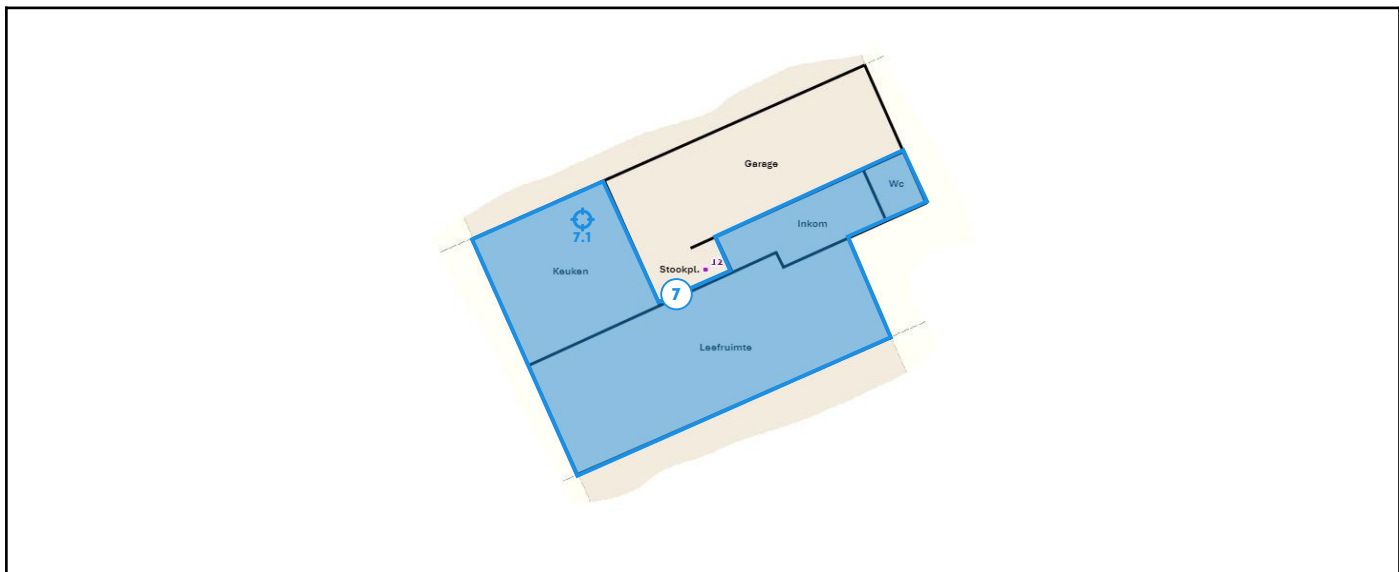 Garage
Wc
Inkom
7.1
Keuken
Stookpl.
12
7
Leefruimte